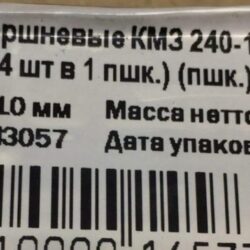 ршневые КМЗ 240-1
4 шт в 1 пшк.) (пшк.)
10 мм Масса нетто
3057 Дата упаков